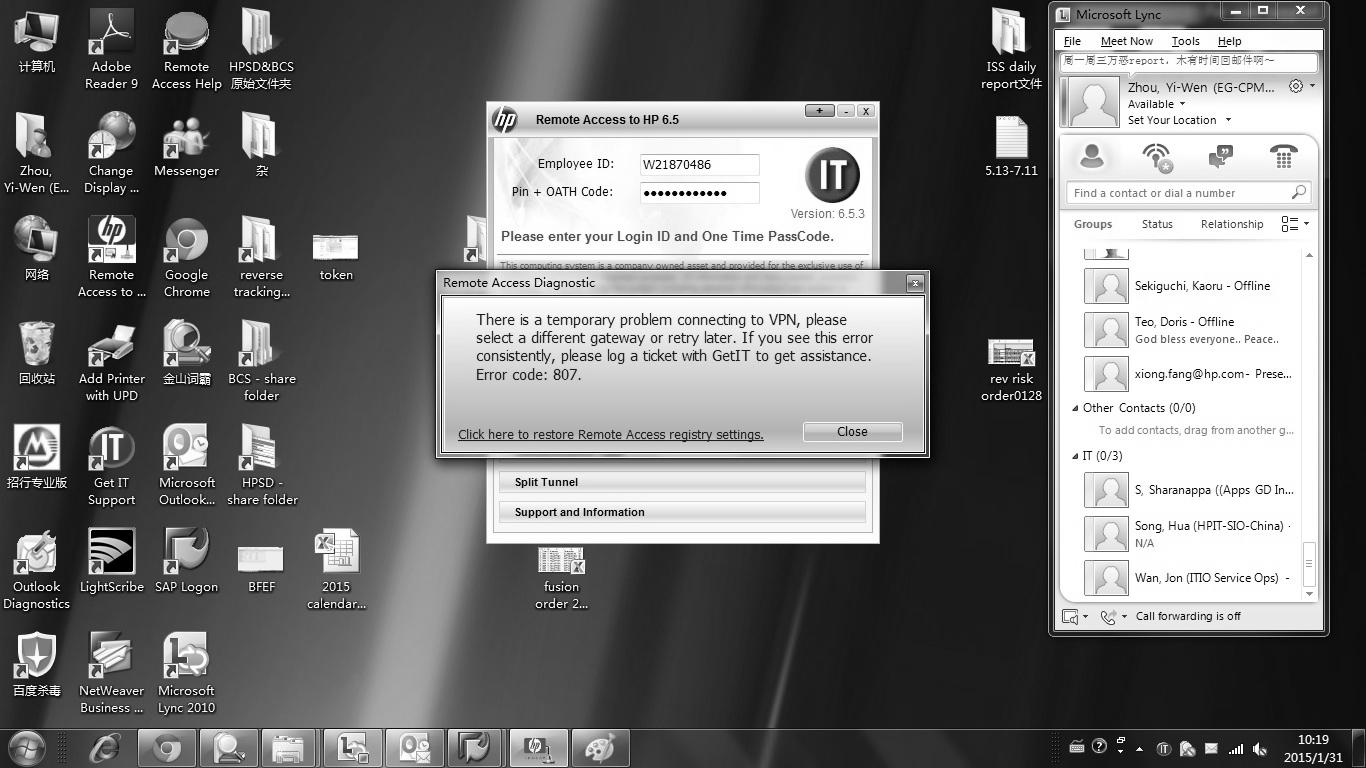 计算机
Adobe
Reader 9
Remote
Access Help
HPSD&BCS
原始文件夹
Zhou,
Yi-Wen (E...
Change
Display ...
Messenger
杂
网络
Remote
Access to ...
Google
Chrome
reverse
tracking...
token
回收站
Add Printer
with UPD
金山词霸
BCS - share
folder
招行专业版
Get IT
Support
Microsoft
Outlook...
HPSD -
share folder
Outlook
Diagnostics
LightScribe
SAP Logon
BFEF
2015
calendar...
fusion
order 2...
百度杀毒
NetWeaver
Business ...
Microsoft
Lync 2010
ISS daily
report文件
5.13-7.11
rev risk
order0128
hp
Remote Access to HP 6.5
Employee ID:
W21870486
Pin + OATH Code:
IT
Version: 6.5.3
Please enter your Login ID and One Time PassCode.
This computing system is a company owned asset and provided for the exclusive use of
Remote Access Diagnostic
There is a temporary problem connecting to VPN, please
select a different gateway or retry later. If you see this error
consistently, please log a ticket with GetIT to get assistance.
Error code: 807.
Click here to restore Remote Access registry settings.
Close
Split Tunnel
Support and Information
Microsoft Lync
File Meet Now Tools Help
周一周三万恶report, 木有时间回邮件啊～
Zhou, Yi-Wen (EG-CPM...
Available
Set Your Location
Find a contact or dial a number
Groups Status Relationship
Sekiguchi, Kaoru - Offline
Teo, Doris - Offline
God bless everyone.. Peace..
xiong.fang@hp.com - Prese...
Other Contacts (0/0)
To add contacts, drag from another g...
IT (0/3)
S, Sharanappa ((Apps GD In...
Song, Hua (HPIT-SIO-China) -
N/A
Wan, Jon (ITIO Service Ops) -
Call forwarding is off
10:19
2015/1/31